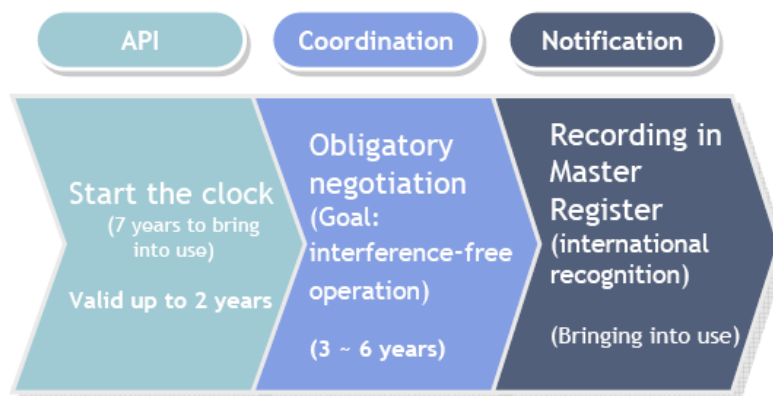 API
Coordination
Notification
Start the clock
(7 years to bring
into use)
Valid up to 2 years
Obligatory
negotiation
(Goal:
interference-free
operation)
(3 ~ 6 years)
Recording in
Master
Register
(international
recognition)
(Bringing into use)